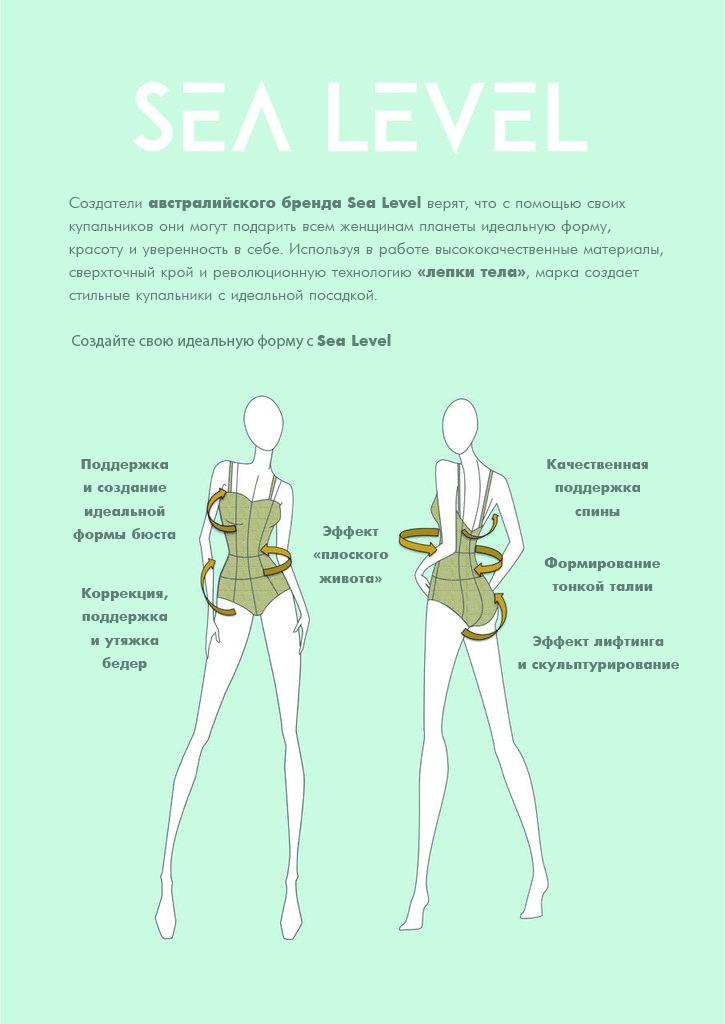 SEA LEVEL
Создатели австралийского бренда Sea Level верят, что с помощью своих
купальников они могут подарить всем женщинам планеты идеальную форму,
красоту и уверенность в себе. Используя в работе высококачественные материалы,
сверхточный крой и революционную технологию «лепки тела», марка создает
стильные купальники с идеальной посадкой.
Создайте свою идеальную форму с Sea Level
Поддержка
и создание
идеальной
формы бюста
Коррекция,
поддержка
и утяжка
бедер
Эффект
«плоского
живота»
Качественная
поддержка
спины
Формирование
тонкой талии
Эффект лифтинга
и скульптурирование